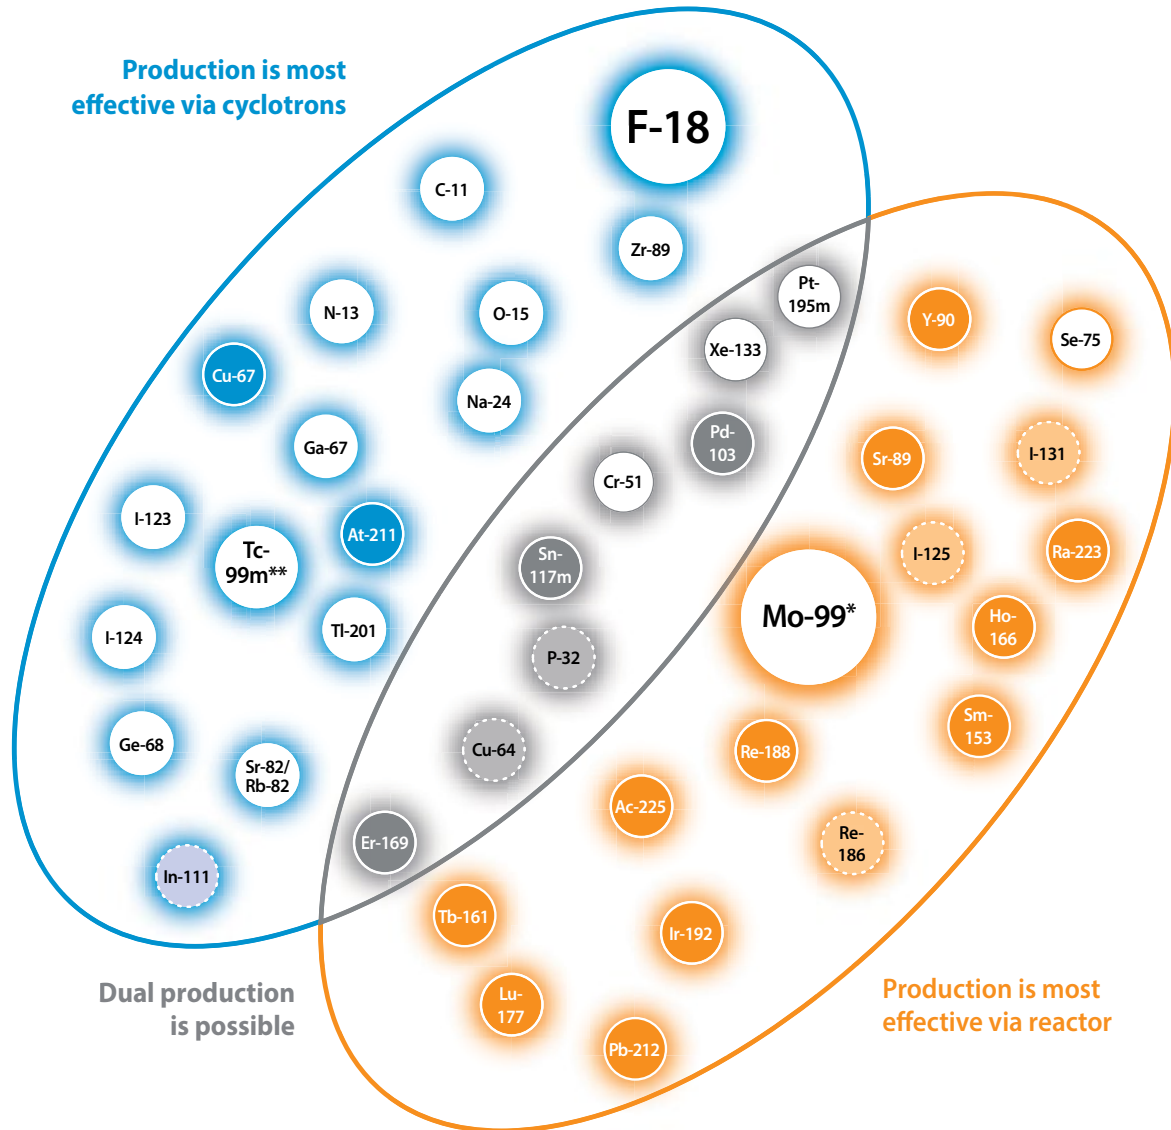 Production is most
effective via cyclotrons
F-18
C-11
Zr-89
N-13
O-15
Cu-67
Na-24
Ga-67
I-123
At-211
Tc-
99m**
I-124
Tl-201
Ge-68
Sr-82/
Rb-82
In-111
Pt-
195m
Xe-133
Pd-
103
Cr-51
Sn-
117m
P-32
Cu-64
Er-169
Dual production
is possible
Y-90
Se-75
Sr-89
I-131
I-125
Ra-223
Mo-99*
Ho-
166
Sm-
153
Re-188
Ac-225
Re-
186
Tb-161
Ir-192
Lu-
177
Pb-212
Production is most
effective via reactor